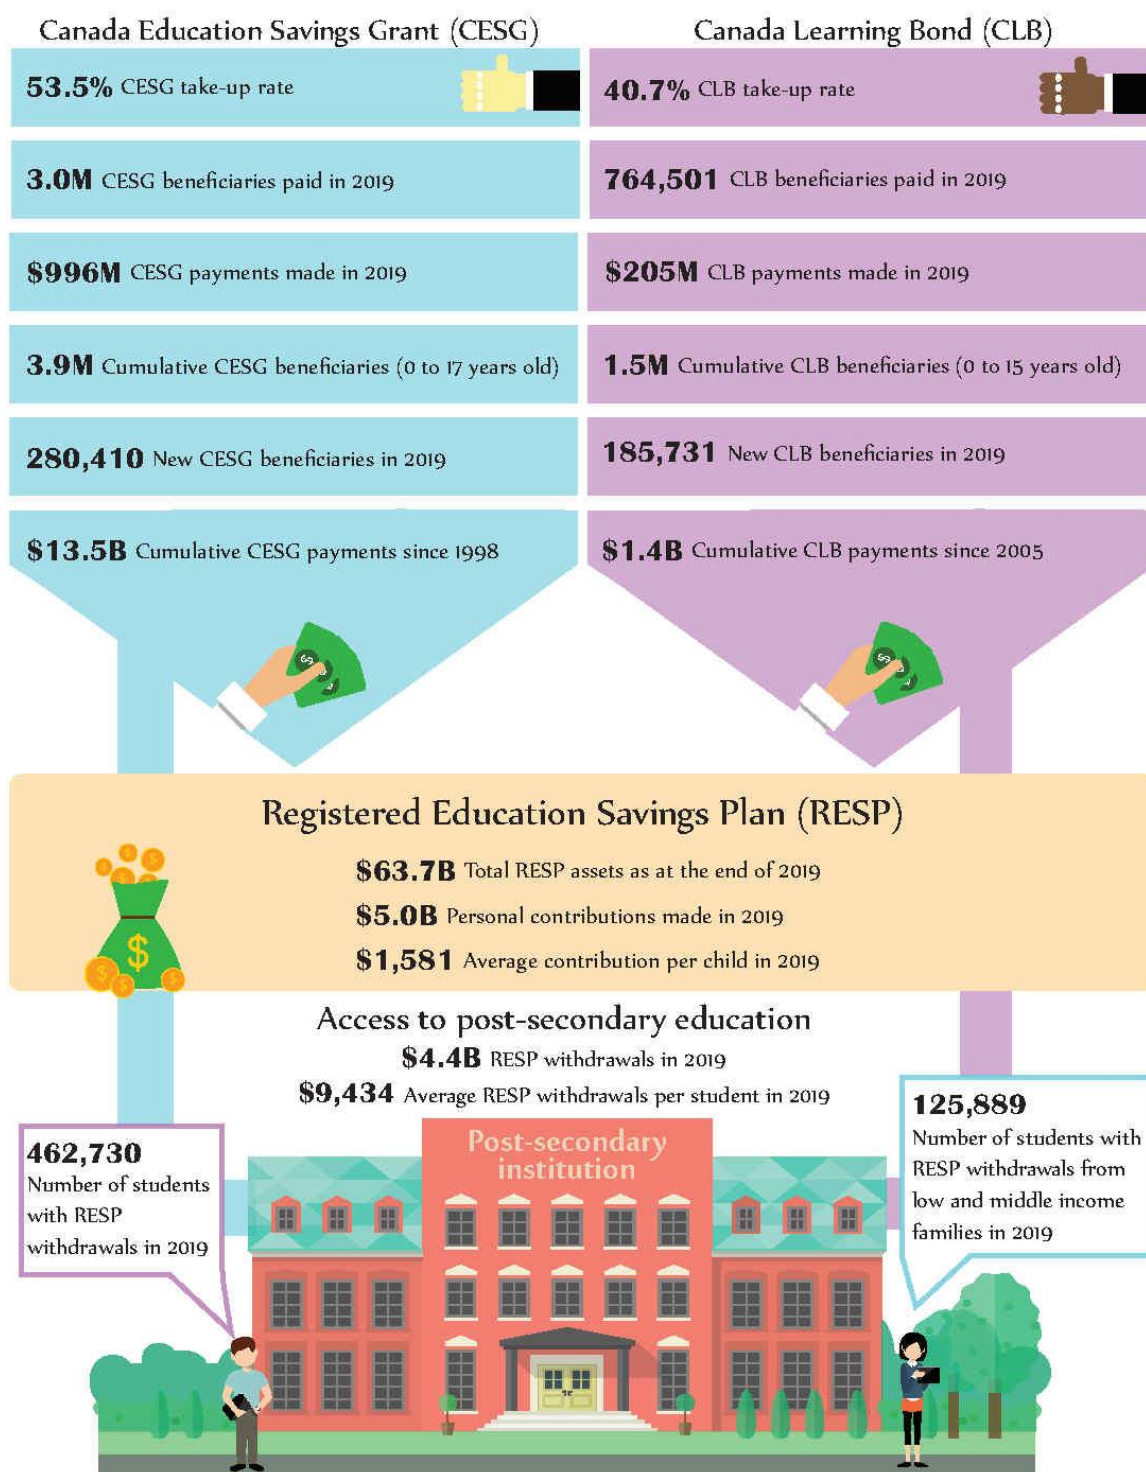 Canada Education Savings Grant (CESG)
53.5% CESG take-up rate
3.0M CESG beneficiaries paid in 2019
$996M CESG payments made in 2019
3.9M Cumulative CESG beneficiaries (0 to 17 years old)
280,410 New CESG beneficiaries in 2019
$13.5B Cumulative CESG payments since 1998
Canada Learning Bond (CLB)
40.7% CLB take-up rate
764,501 CLB beneficiaries paid in 2019
$205M CLB payments made in 2019
1.5M Cumulative CLB beneficiaries (0 to 15 years old)
185,731 New CLB beneficiaries in 2019
$1.4B Cumulative CLB payments since 2005
Registered Education Savings Plan (RESP)
$63.7B Total RESP assets as at the end of 2019
$5.0B Personal contributions made in 2019
$1,581 Average contribution per child in 2019
Access to post-secondary education
$4.4B RESP withdrawals in 2019
$9,434 Average RESP withdrawals per student in 2019
462,730
Number of students
with RESP
withdrawals in 2019
Post-secondary
institution
125,889
Number of students with
RESP withdrawals from
low and middle income
families in 2019